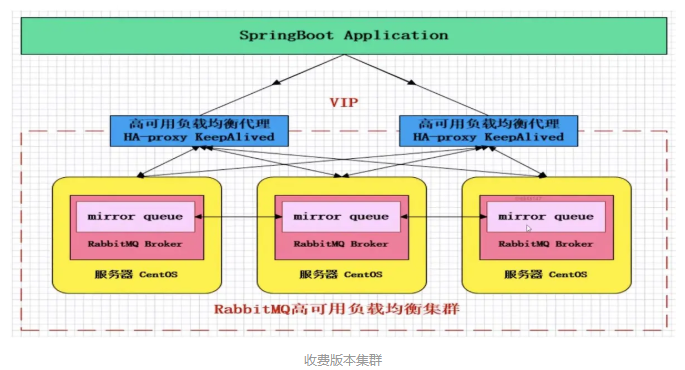 SpringBoot Application
VIP
高可用负载均衡代理
HA-proxy KeepAlived
高可用负载均衡代理
HA-proxy KeepAlived
mirror queue
RabbitMQ Broker
服务器 CentOS
mirror queue
RabbitMQ Broker
服务器 CentOS
mirror queue
RabbitMQ Broker
服务器 CentOS
RabbitMQ高可用负载均衡集群
收费版本集群